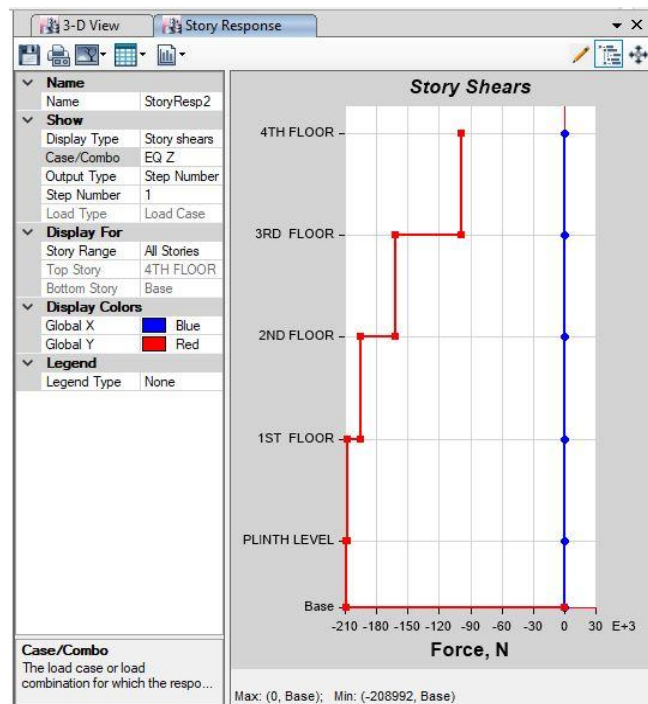 3-D View
Story Response
Name
Name StoryResp2
Show
Display Type Story shears
Case/Combo EQ Z
Output Type Step Number
Step Number 1
Load Type Load Case
Display For
Story Range All Stories
Top Story 4TH FLOOR
Bottom Story Base
Display Colors
Global X Blue
Global Y Red
Legend
Legend Type None
Case/Combo
The load case or load
combination for which the respo...
Story Shears
4TH FLOOR
3RD FLOOR
2ND FLOOR
1ST FLOOR
PLINTH LEVEL
Base
-210 -180 -150 -120 -90 -60 -30 0 30 E+3
Force, N
Max: (0, Base); Min: (-208992, Base)